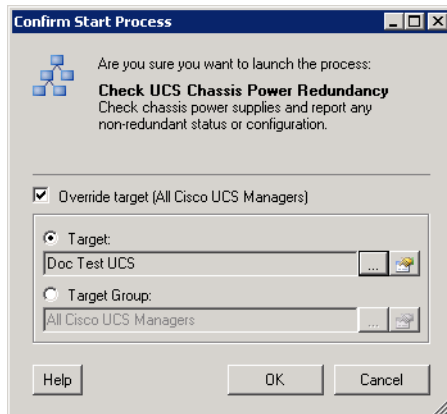 Confirm Start Process
Are you sure you want to launch the process:
Check UCS Chassis Power Redundancy
Check chassis power supplies and report any
non-redundant status or configuration.
Override target (All Cisco UCS Managers)
Target:
Doc Test UCS
...
Target Group:
All Cisco UCS Managers
...
Help
OK
Cancel